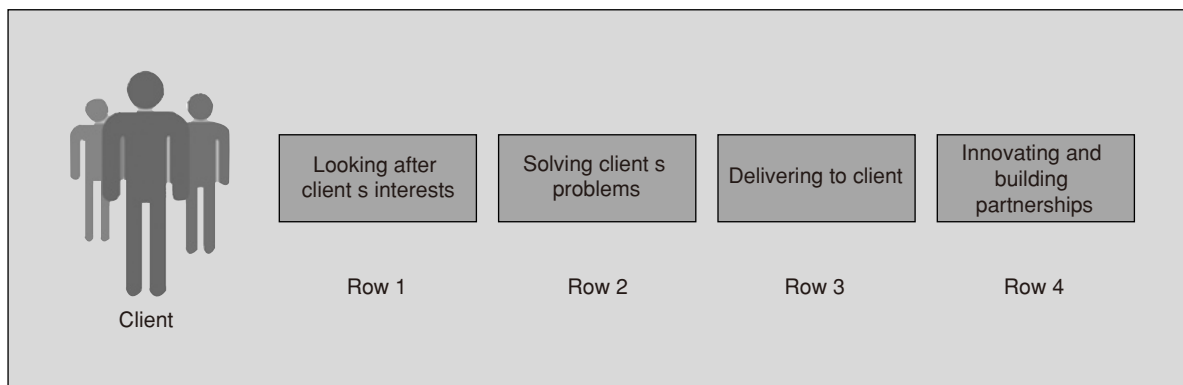 Looking after
client s interests
Solving client s
problems
Delivering to client
Innovating and
building
partnerships
Row 1
Row 2
Row 3
Row 4
Client